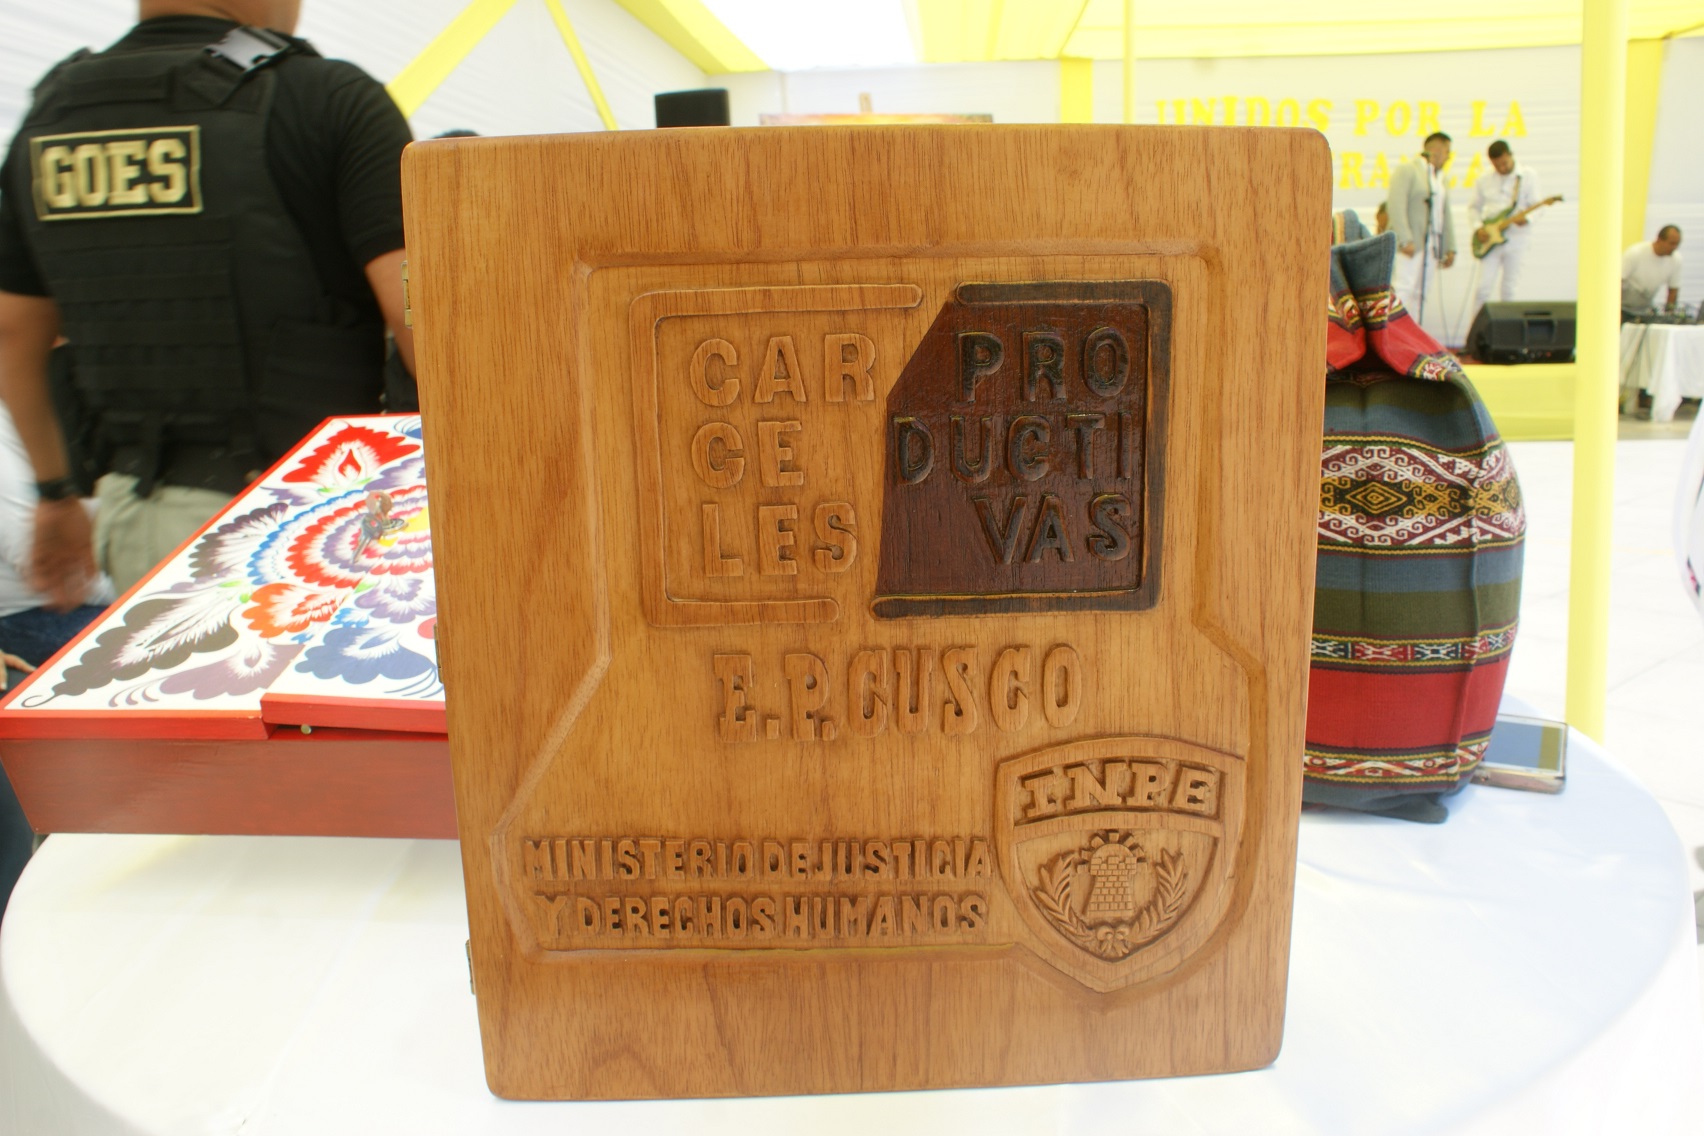 GOES
UNIDOS POR LA
CAR
CE
LES
PRO
DUCTI
VAS
E.P. CUSCO
INPE
MINISTERIO DE JUSTICIA
Y DERECHOS HUMANOS